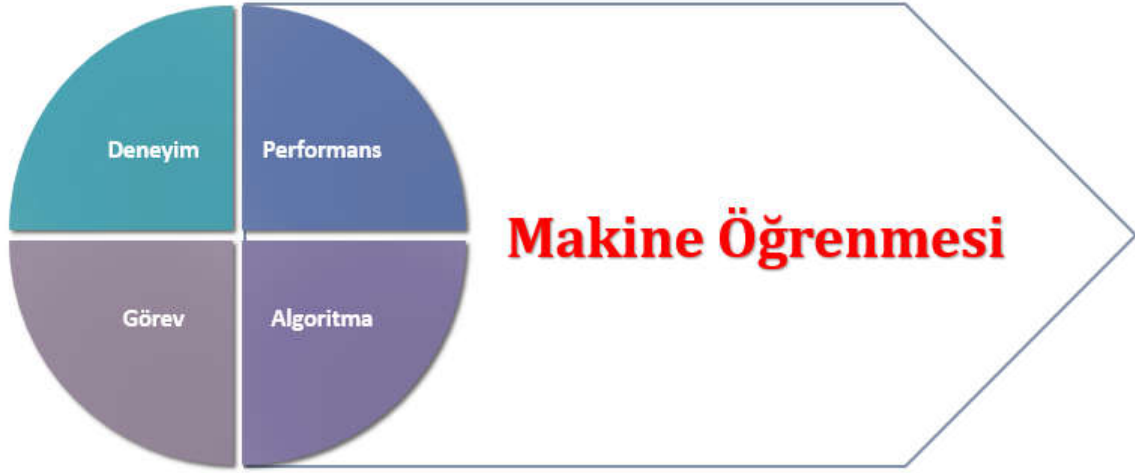 Deneyim
Performans
Makine Öğrenmesi
Görev
Algoritma